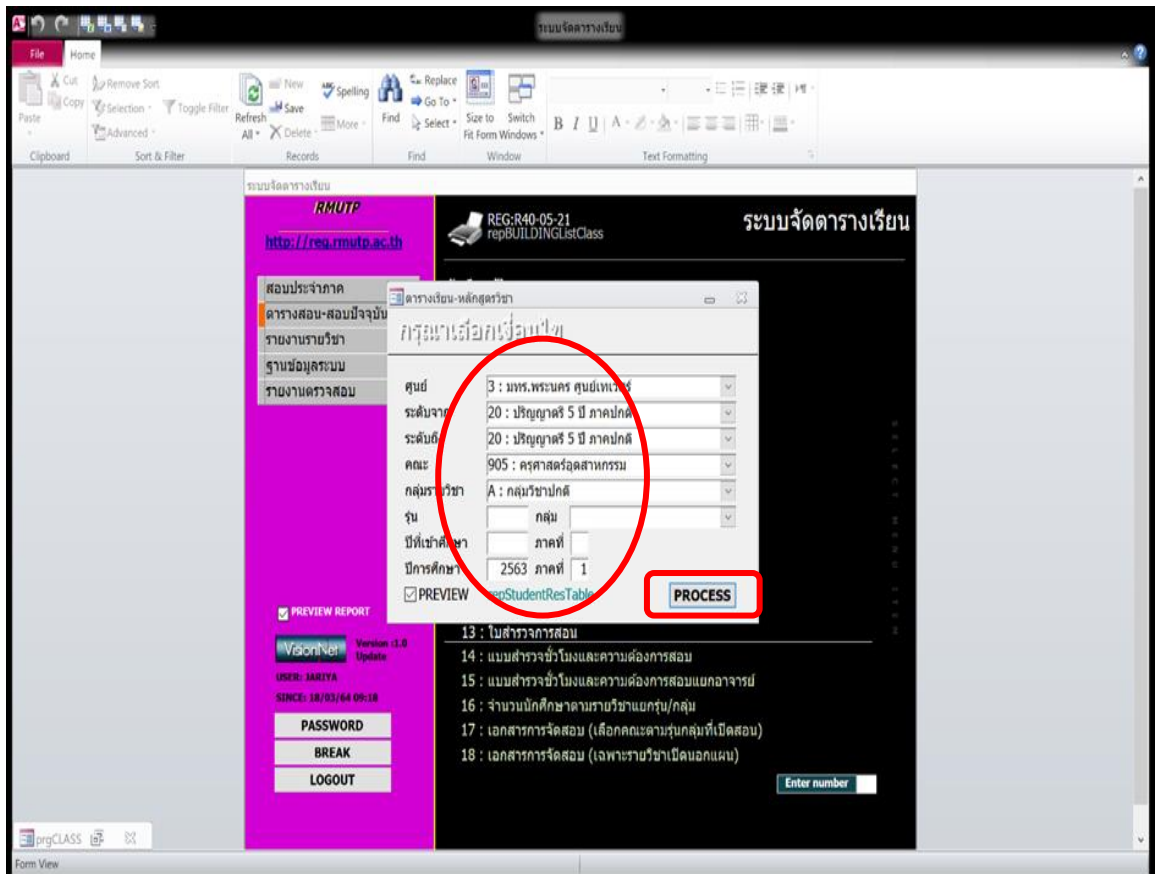 ระบบจัดตารางเรียน
File Home
Cut
Copy
Paste
Clipboard
Remove Sort
Selection
Toggle Filter
Advanced
Sort & Filter
Refresh All
New
Save
Delete
Spelling
More
Records
Find
Replace
Go To
Select
Find
Size to Fit Form
Switch Windows
Window
B I U A
Text Formatting
ระบบจัดตารางเรียน
RMUTP
http://reg.rmutp.ac.th
REG:R40-05-21
repBUILDINGListClass
ระบบจัดตารางเรียน
สอบประจำภาค
ตารางสอน-สอบปัจจุบัน
รายงานรายวิชา
ฐานข้อมูลระบบ
รายงานตรวจสอบ
ตารางเรียน-หลักสูตรวิชา
กรุณาเลือกเงื่อนไข
ศูนย์ 3 : มทร.พระนคร ศูนย์เทเวศร์
ระดับจาก 20 : ปริญญาตรี 5 ปี ภาคปกติ
ระดับถึง 20 : ปริญญาตรี 5 ปี ภาคปกติ
คณะ 905 : ครุศาสตร์อุตสาหกรรม
กลุ่มรายวิชา A : กลุ่มวิชาปกติ
รุ่น กลุ่ม
ปีที่เข้าศึกษา ภาคที่
ปีการศึกษา 2563 ภาคที่ 1
PREVIEW repStudentResTable PROCESS
13 : ใบสำรวจการสอน
14 : แบบสำรวจชั่วโมงและความต้องการสอบ
15 : แบบสำรวจชั่วโมงและความต้องการสอบแยกอาจารย์
16 : จำนวนนักศึกษาตามรายวิชาแยกรุ่น/กลุ่ม
17 : เอกสารการจัดสอบ (เลือกคณะตามรุ่นกลุ่มที่เปิดสอน)
18 : เอกสารการจัดสอบ (เฉพาะรายวิชาเปิดนอกแผน)
Enter number
PREVIEW REPORT
VisionNet Version :1.0
Update
USER: JARIYA
SINCE: 18/03/64 09:18
PASSWORD
BREAK
LOGOUT
prgCLASS
Form View